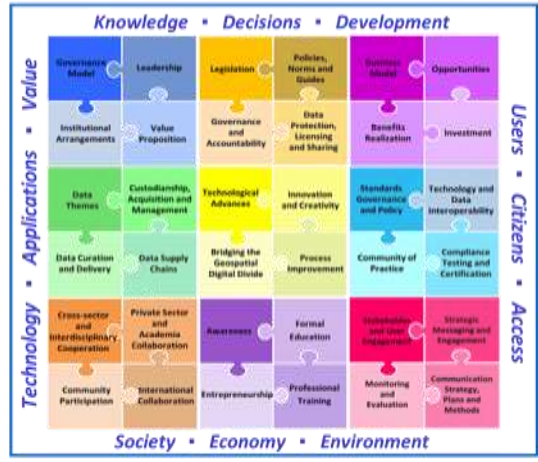 Knowledge ▪ Decisions ▪ Development
Technology ▪ Applications ▪ Value
Users ▪ Citizens ▪ Access
Governance
Model
Leadership
Legislation
Policies,
Norms and
Guides
Business
Model
Opportunities
Institutional
Arrangements
Value
Proposition
Governance
and
Accountability
Data
Protection,
Licensing
and Sharing
Benefits
Realization
Investment
Data
Themes
Custodianship,
Acquisition and
Management
Technological
Advances
Innovation
and Creativity
Standards
Governance
and Policy
Technology and
Data
Interoperability
Data Curation
and Delivery
Data Supply
Chains
Bridging the
Geospatial
Digital Divide
Process
Improvement
Community of
Practice
Compliance
Testing and
Certification
Cross-sector
and
Interdisciplinary
Cooperation
Private Sector
and
Academia
Collaboration
Awareness
Formal
Education
Stakeholder
and User
Engagement
Strategic
Messaging and
Engagement
Community
Participation
International
Collaboration
Entrepreneurship
Professional
Training
Monitoring
and
Evaluation
Communication
Strategy,
Plans and
Methods
Society ▪ Economy ▪ Environment